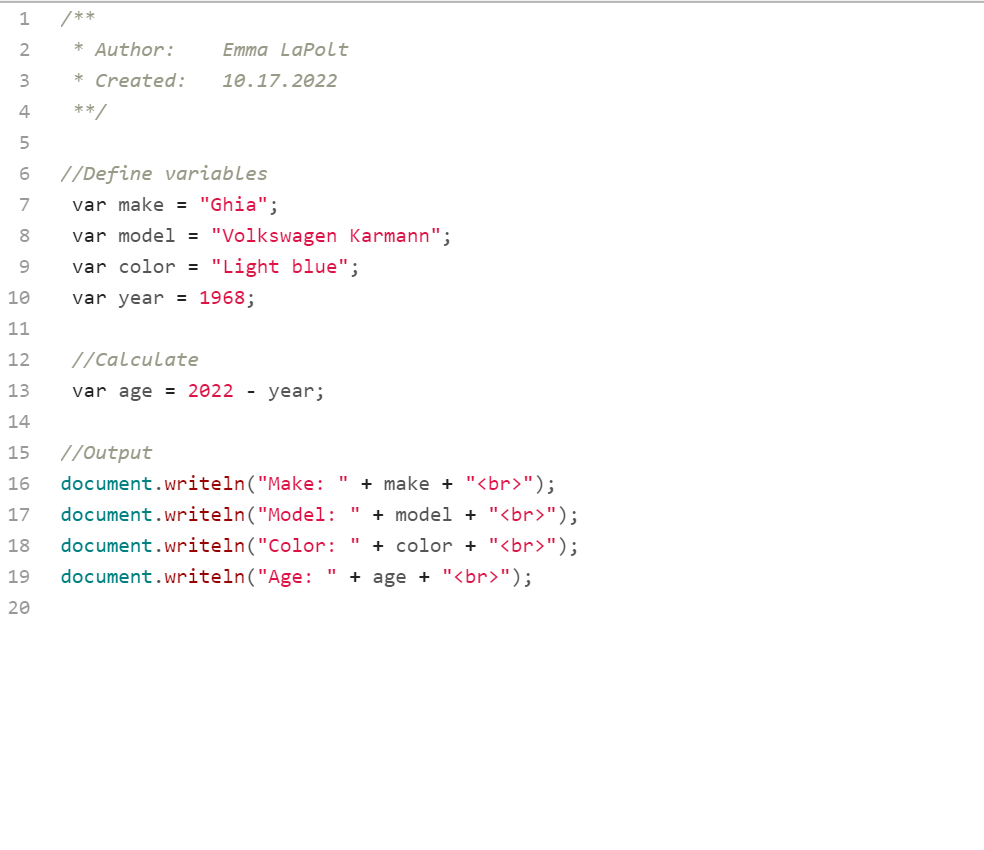 1 /**
2  * Author:    Emma LaPolt
3  * Created:   10.17.2022
4  **/
5
6 //Define variables
7  var make = "Ghia";
8  var model = "Volkswagen Karmann";
9  var color = "Light blue";
10  var year = 1968;
11
12  //Calculate
13  var age = 2022 - year;
14
15 //Output
16 document.writeln("Make: " + make + "<br>");
17 document.writeln("Model: " + model + "<br>");
18 document.writeln("Color: " + color + "<br>");
19 document.writeln("Age: " + age + "<br>");
20